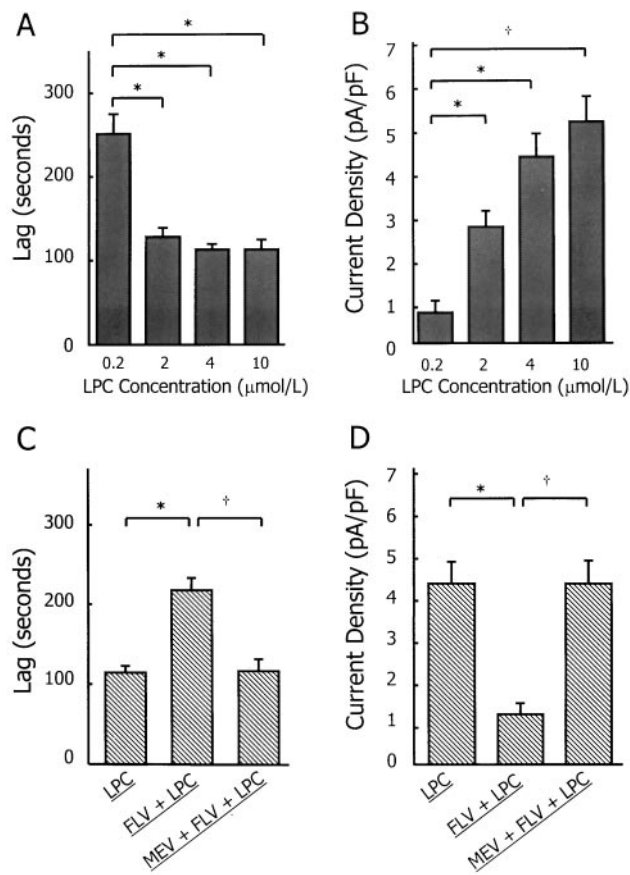 A
Lag (seconds)
300
200
100
0
*
*
*
0.2 2 4 10
LPC Concentration (μmol/L)
B
Current Density (pA/pF)
7
6
5
4
3
2
1
0
†
*
*
0.2 2 4 10
LPC Concentration (μmol/L)
C
Lag (seconds)
300
200
100
0
* †
LPC
FLV + LPC
MEV + FLV + LPC
D
Current Density (pA/pF)
7
6
5
4
3
2
1
0
* †
LPC
FLV + LPC
MEV + FLV + LPC